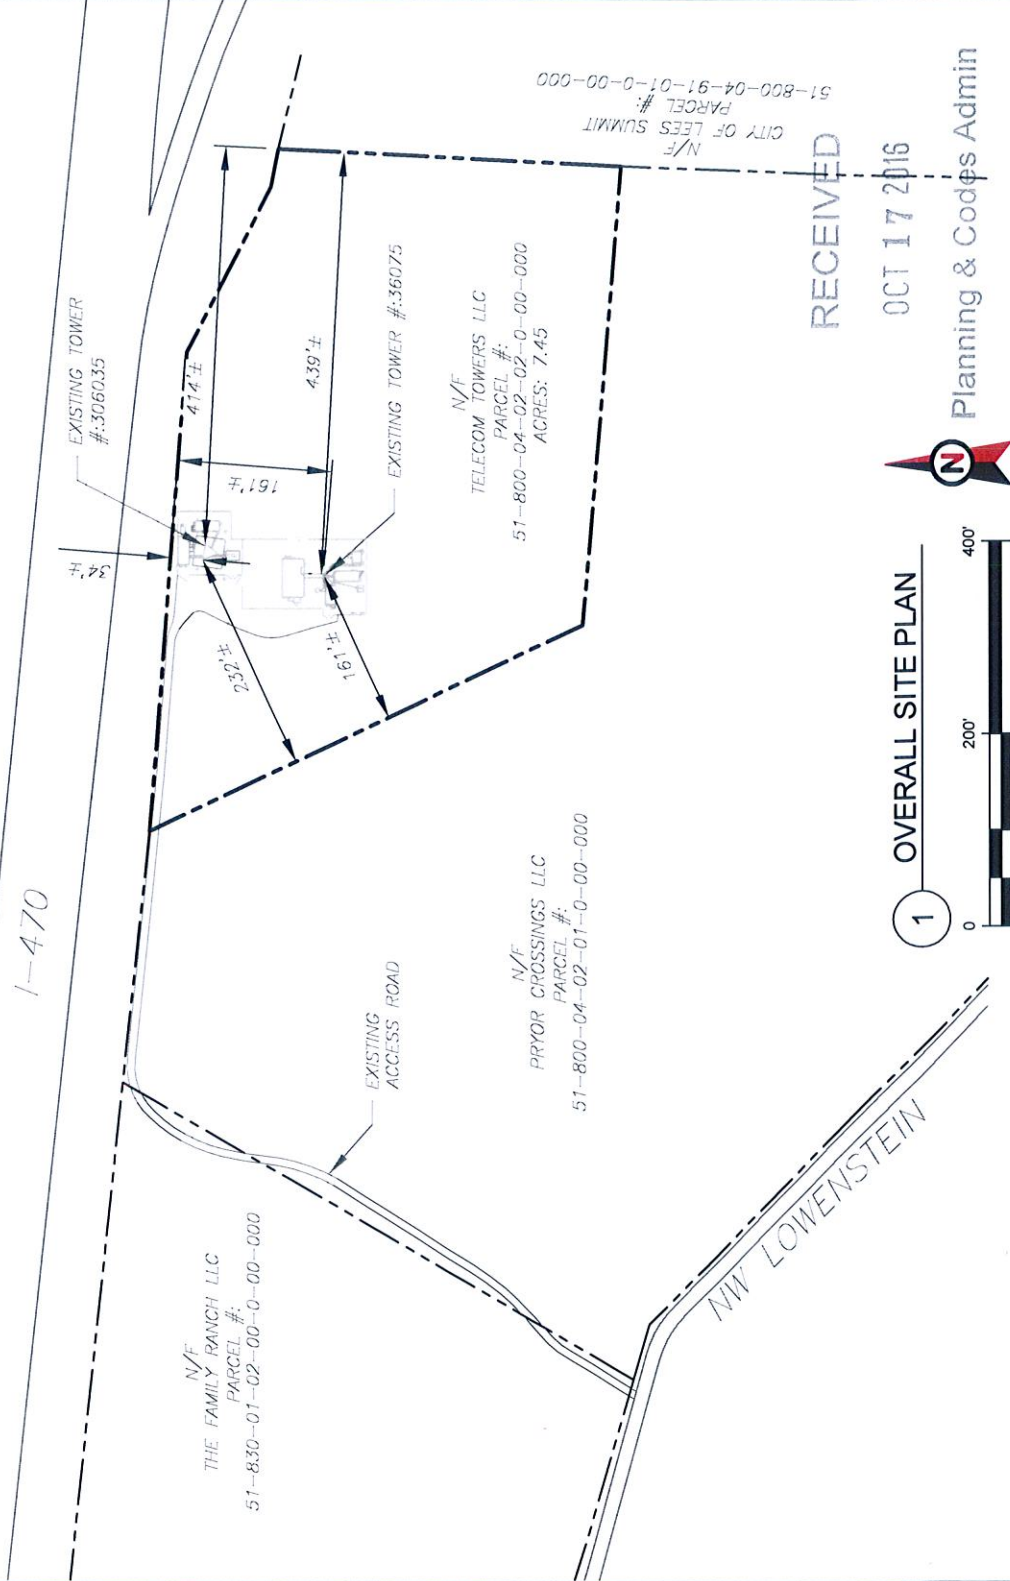 I-470
EXISTING TOWER
#:306035
34'±
414'±
161'±
439'±
232'±
161'±
EXISTING TOWER #:36075
N/F
TELECOM TOWERS LLC
PARCEL #:
51-800-04-02-02-0-00-000
ACRES: 7.45
N/F
CITY OF LEES SUMMIT
PARCEL #:
51-800-04-91-01-0-00-000
N/F
THE FAMILY RANCH LLC
PARCEL #:
51-830-01-02-00-0-00-000
EXISTING
ACCESS ROAD
N/F
PRYOR CROSSINGS LLC
PARCEL #:
51-800-04-02-01-0-00-000
NW LOWENSTEIN
RECEIVED
OCT 17 2016
Planning & Codes Admin
1
OVERALL SITE PLAN
N
0
200'
400'